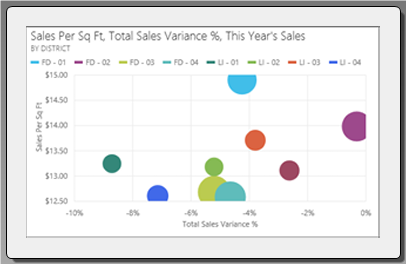 Sales Per Sq Ft, Total Sales Variance %, This Year's Sales
BY DISTRICT
FD - 01 FD - 02 FD - 03 FD - 04 LI - 01 LI - 02 LI - 03 LI - 04
$15.00
$14.50
$14.00
$13.50
$13.00
$12.50
Sales Per Sq Ft
-10% -8% -6% -4% -2% 0%
Total Sales Variance %